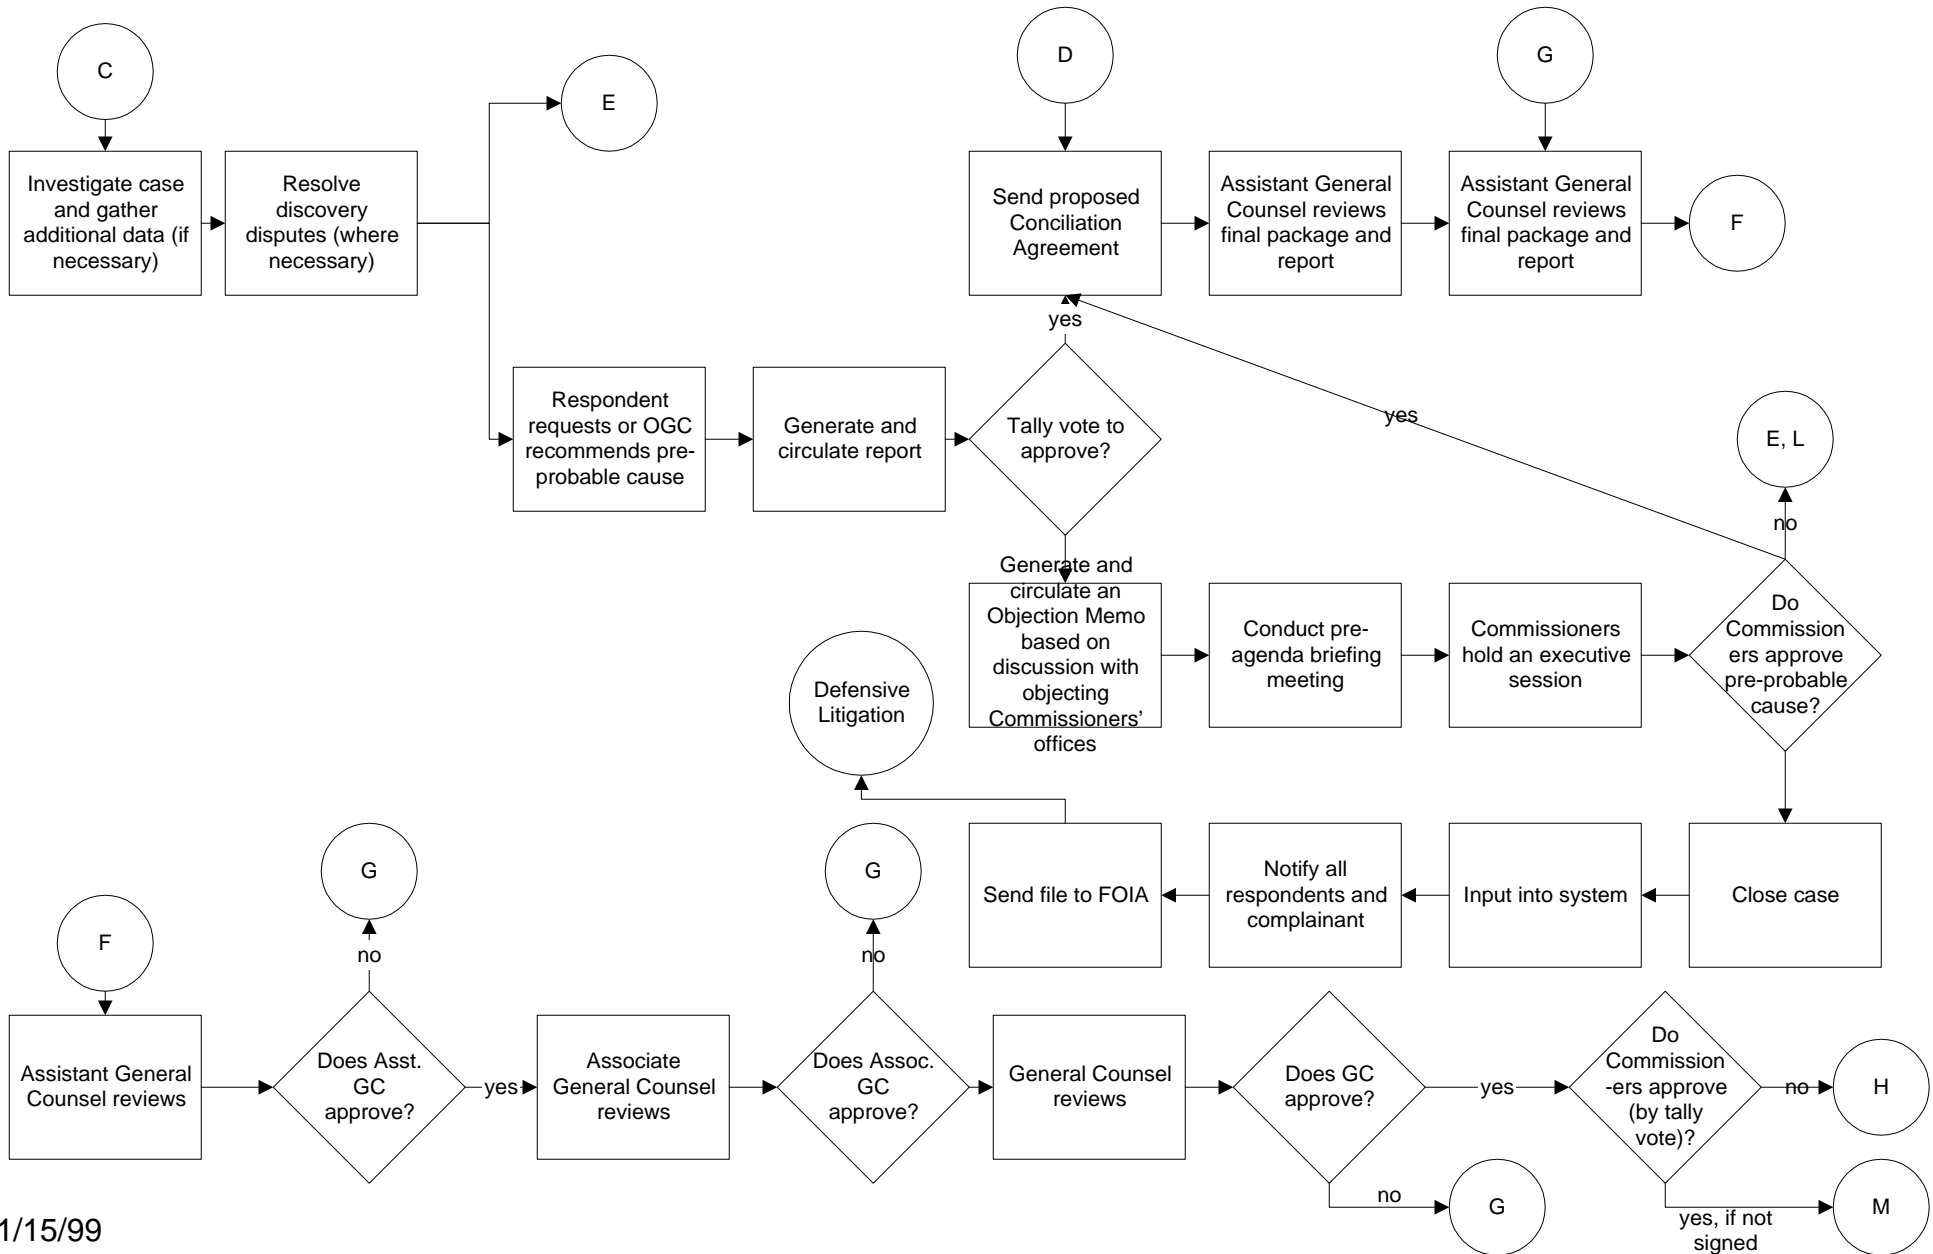 C
E
D
G
Investigate case
and gather
additional data (if
necessary)
Resolve
discovery
disputes (where
necessary)
Send proposed
Conciliation
Agreement
Assistant General
Counsel reviews
final package and
report
Assistant General
Counsel reviews
final package and
report
F
yes
Respondent
requests or OGC
recommends pre-
probable cause
Generate and
circulate report
Tally vote to
approve?
yes
E, L
no
Generate and
circulate an
Objection Memo
based on
discussion with
objecting
Commissioners'
offices
Conduct pre-
agenda briefing
meeting
Commissioners
hold an executive
session
Do
Commission
ers approve
pre-probable
cause?
Defensive
Litigation
Send file to FOIA
Notify all
respondents and
complainant
Input into system
Close case
G
G
F
no
no
Assistant General
Counsel reviews
Does Asst.
GC
approve?
yes
Associate
General Counsel
reviews
Does Assoc.
GC
approve?
General Counsel
reviews
Does GC
approve?
yes
Do
Commission
-ers approve
(by tally
vote)?
no
H
no
G
yes, if not
signed
M
1/15/99